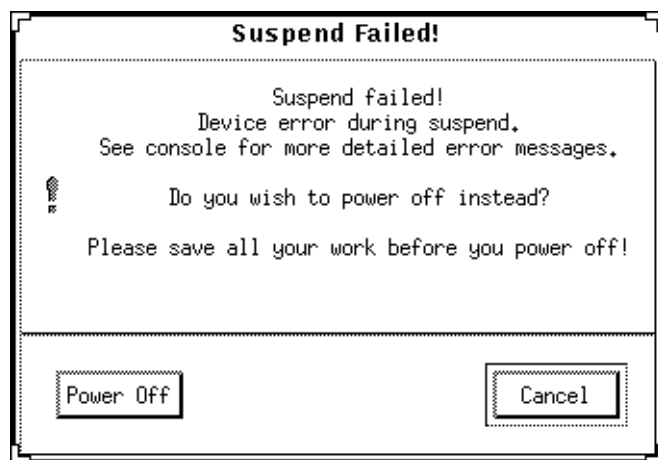 Suspend Failed!
Suspend failed!
Device error during suspend.
See console for more detailed error messages.
Do you wish to power off instead?
Please save all your work before you power off!
Power Off
Cancel